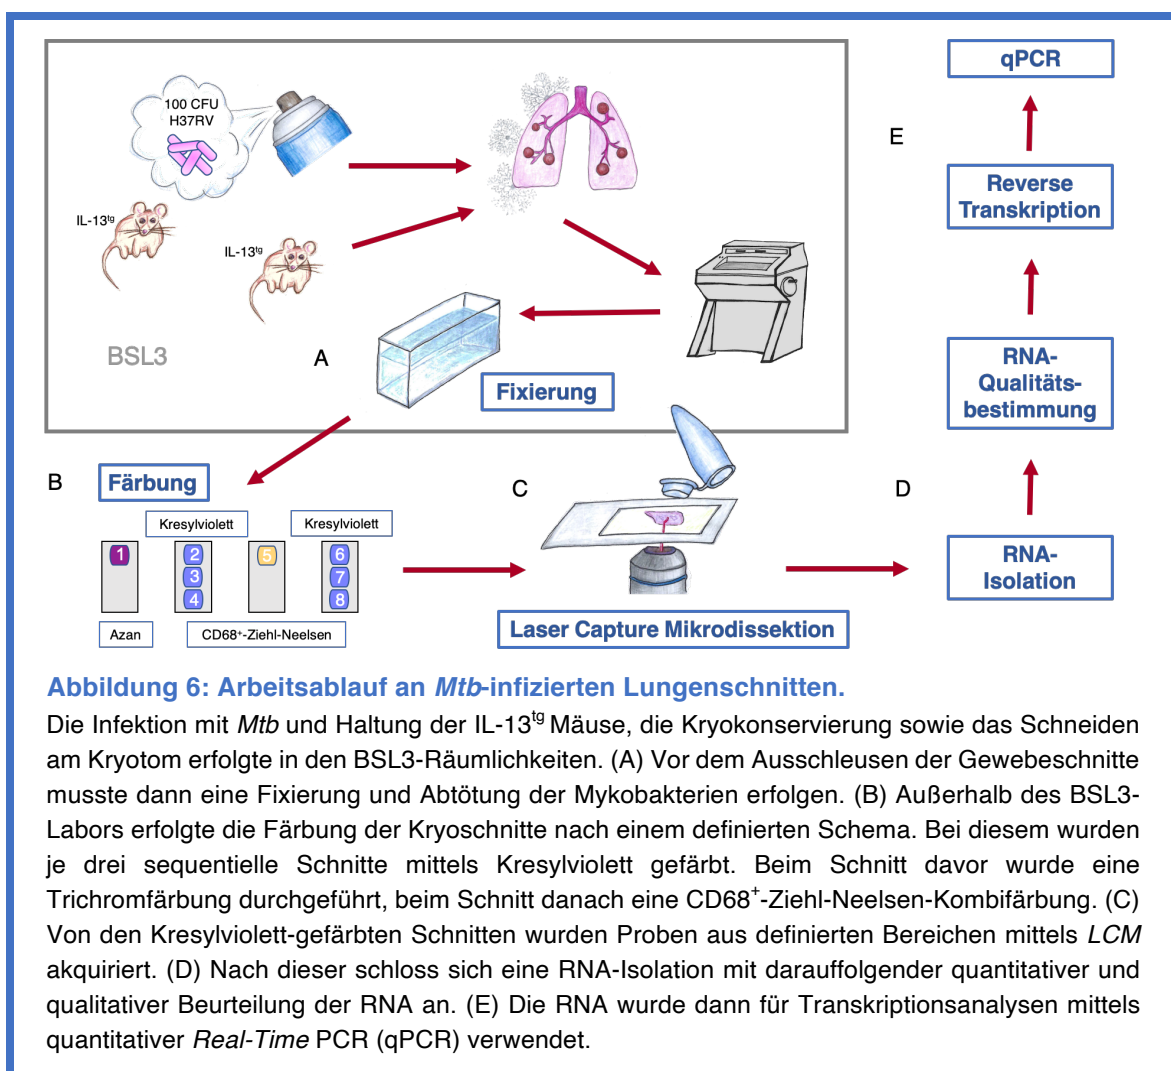 100 CFU
H37RV
IL-13ᵗᵍ
IL-13ᵗᵍ
BSL3
A
Fixierung
B
Färbung
Kresylviolett
Kresylviolett
1
2
3
4
5
6
7
8
Azan
CD68⁺-Ziehl-Neelsen
C
Laser Capture Mikrodissektion
D
RNA-
Isolation
RNA-
Qualitäts-
bestimmung
E
Reverse
Transkription
qPCR
Abbildung 6: Arbeitsablauf an Mtb-infizierten Lungenschnitten.
Die Infektion mit Mtb und Haltung der IL-13ᵗᵍ Mäuse, die Kryokonservierung sowie das Schneiden
am Kryotom erfolgte in den BSL3-Räumlichkeiten. (A) Vor dem Ausschleusen der Gewebeschnitte
musste dann eine Fixierung und Abtötung der Mykobakterien erfolgen. (B) Außerhalb des BSL3-
Labors erfolgte die Färbung der Kryoschnitte nach einem definierten Schema. Bei diesem wurden
je drei sequentielle Schnitte mittels Kresylviolett gefärbt. Beim Schnitt davor wurde eine
Trichromfärbung durchgeführt, beim Schnitt danach eine CD68⁺-Ziehl-Neelsen-Kombifärbung. (C)
Von den Kresylviolett-gefärbten Schnitten wurden Proben aus definierten Bereichen mittels LCM
akquiriert. (D) Nach dieser schloss sich eine RNA-Isolation mit darauffolgender quantitativer und
qualitativer Beurteilung der RNA an. (E) Die RNA wurde dann für Transkriptionsanalysen mittels
quantitativer Real-Time PCR (qPCR) verwendet.